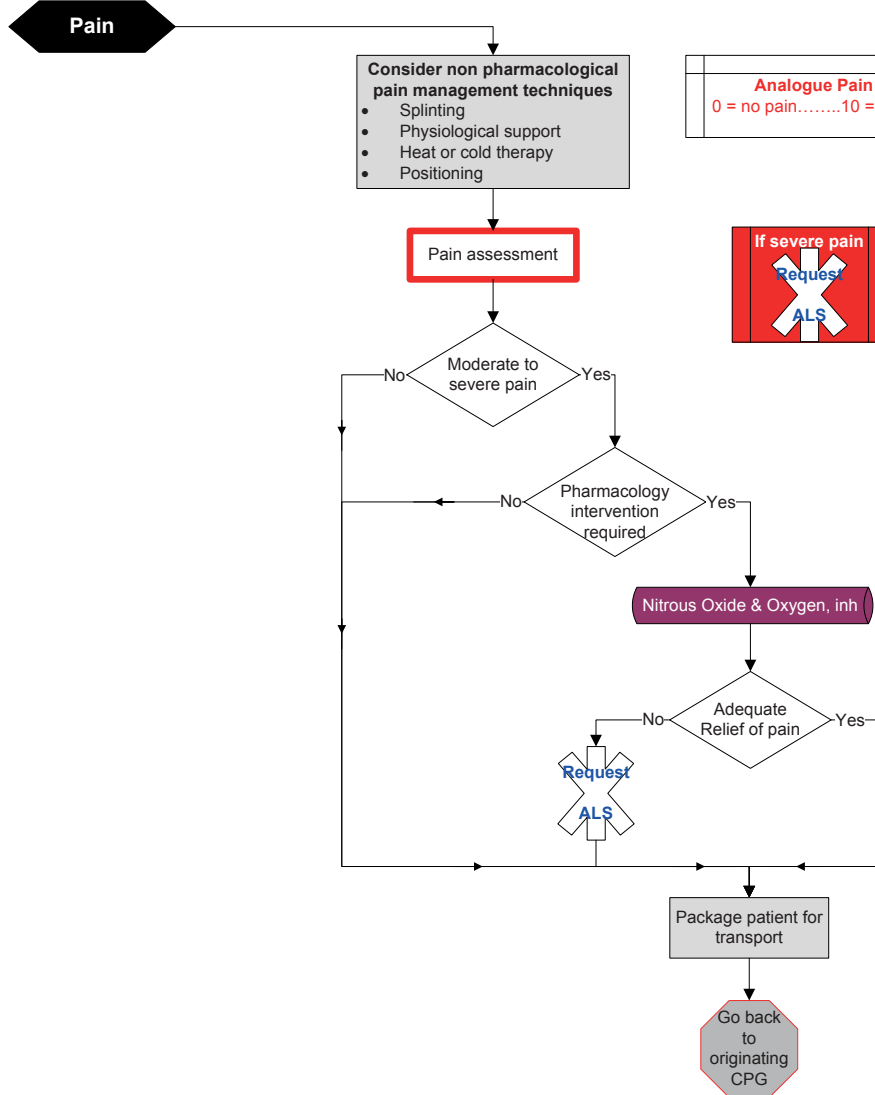 Pain
Consider non pharmacological
pain management techniques
• Splinting
• Physiological support
• Heat or cold therapy
• Positioning
Analogue Pain
0 = no pain……..10 =
Pain assessment
If severe pain
Request
ALS
Moderate to
severe pain
No
Yes
Pharmacology
intervention
required
No
Yes
Nitrous Oxide & Oxygen, inh
Adequate
Relief of pain
No
Yes
Request
ALS
Package patient for
transport
Go back
to
originating
CPG